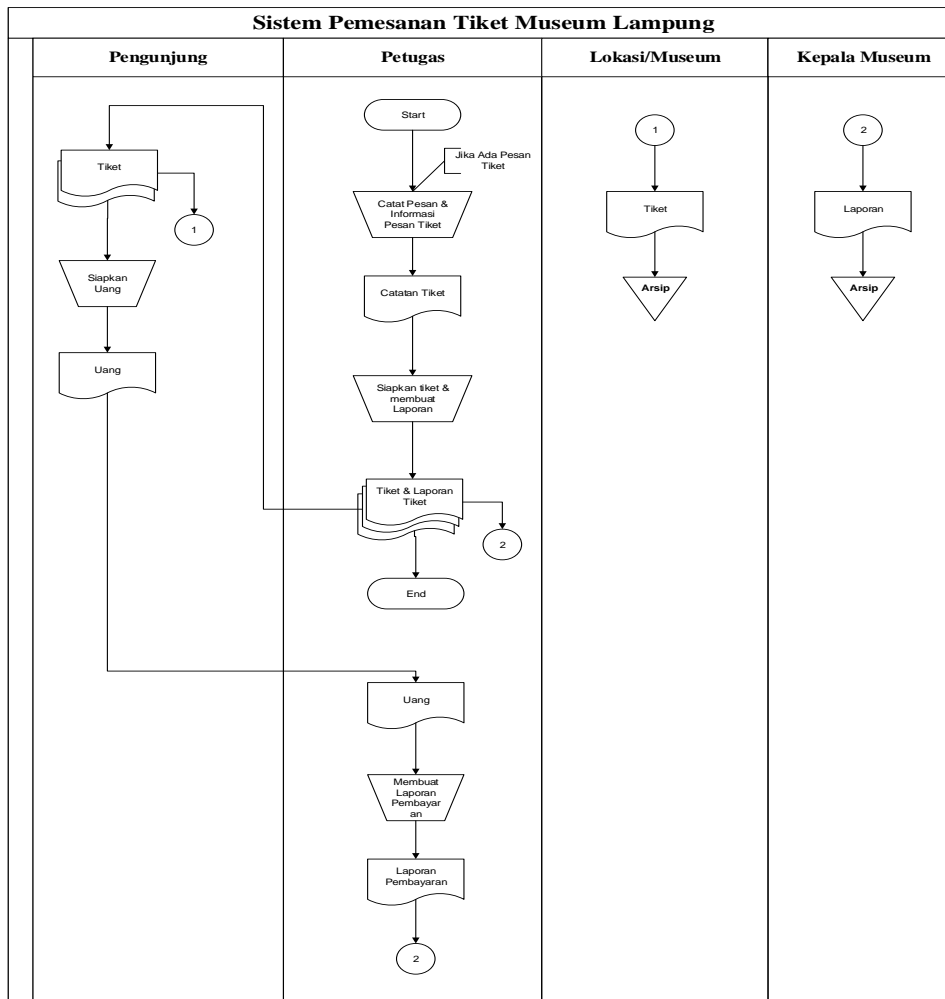 Sistem Pemesanan Tiket Museum Lampung
Pengunjung
Petugas
Lokasi/Museum
Kepala Museum
Tiket
1
Siapkan
Uang
Uang
Start
Jika Ada Pesan
Tiket
Catat Pesan &
Informasi
Pesan Tiket
Catatan Tiket
Siapkan tiket &
membuat
Laporan
Tiket & Laporan
Tiket
2
End
Uang
Membuat
Laporan
Pembayar
an
Laporan
Pembayaran
2
1
Tiket
Arsip
2
Laporan
Arsip